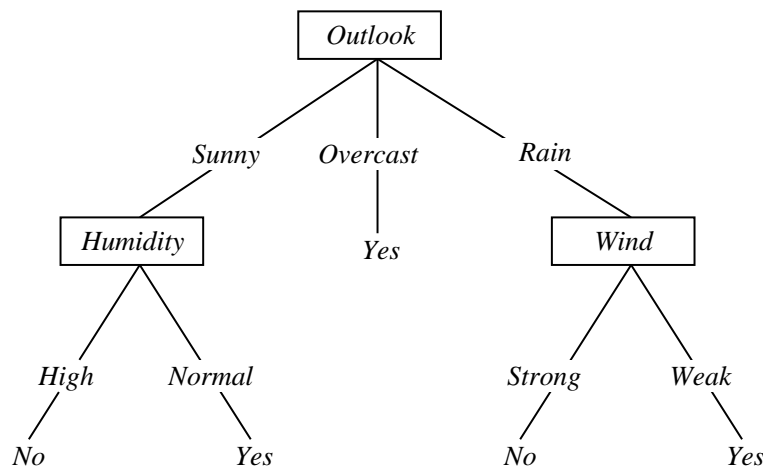 Outlook
Sunny Overcast Rain
Humidity Yes Wind
High Normal Strong Weak
No Yes No Yes